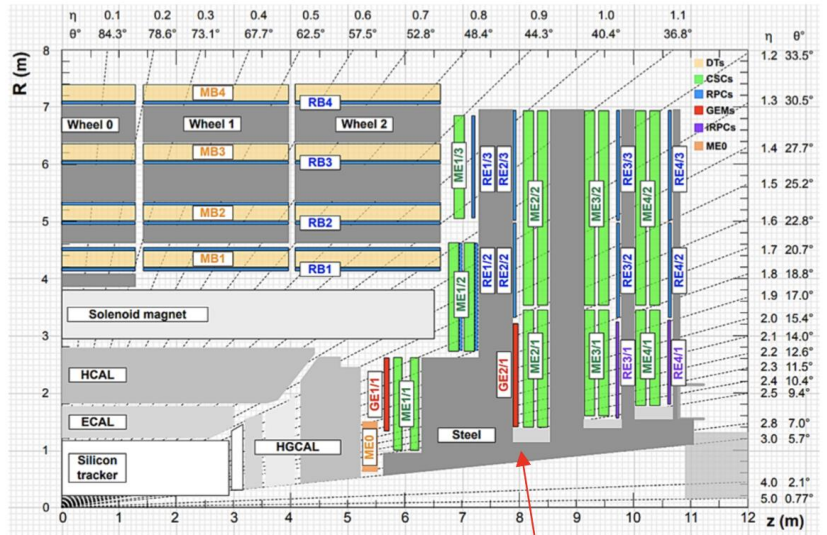 η 0.1 0.2 0.3 0.4 0.5 0.6 0.7 0.8 0.9 1.0 1.1
θ° 84.3° 78.6° 73.1° 67.7° 62.5° 57.5° 52.8° 48.4° 44.3° 40.4° 36.8° η θ°
R (m)
8
7
6
5
4
3
2
1
0
1.2 33.5°
1.3 30.5°
1.4 27.7°
1.5 25.2°
1.6 22.8°
1.7 20.7°
1.8 18.8°
1.9 17.0°
2.0 15.4°
2.1 14.0°
2.2 12.6°
2.3 11.5°
2.4 10.4°
2.5 9.4°
2.8 7.0°
3.0 5.7°
4.0 2.1°
5.0 0.77°
DTs
CSCs
RPCs
GEMs
iRPCs
ME0
MB4
RB4
Wheel 0 Wheel 1 Wheel 2
MB3
RB3
MB2
RB2
MB1
RB1
Solenoid magnet
HCAL
ECAL
Silicon
tracker
HGCAL
Steel
ME0
GE1/1
ME1/1
ME1/2
ME1/3
RE1/3
RE2/3
RE1/2
RE2/2
GE2/1
ME2/2
ME2/1
ME3/2
ME3/1
RE3/3
RE3/2
RE3/1
ME4/2
ME4/1
RE4/3
RE4/2
RE4/1
0 1 2 3 4 5 6 7 8 9 10 11 12
z (m)